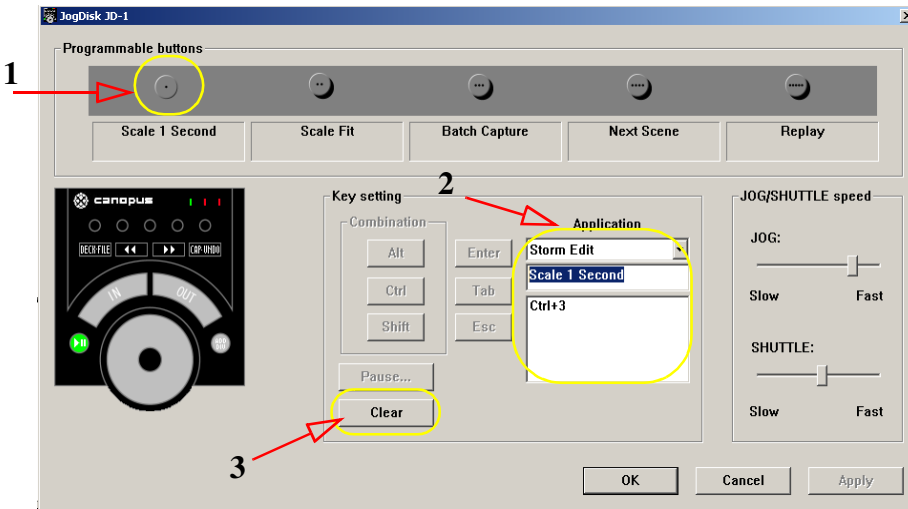 JogDisk JD-1
Programmable buttons
1
Scale 1 Second
Scale Fit
Batch Capture
Next Scene
Replay
canopus
DECK·FILE
CAP·UNDO
IN
OUT
ADD
Key setting
2
Combination
Alt
Ctrl
Shift
Enter
Tab
Esc
Pause...
Clear
3
Application
Storm Edit
Scale 1 Second
Ctrl+3
JOG/SHUTTLE speed
JOG:
Slow Fast
SHUTTLE:
Slow Fast
OK
Cancel
Apply